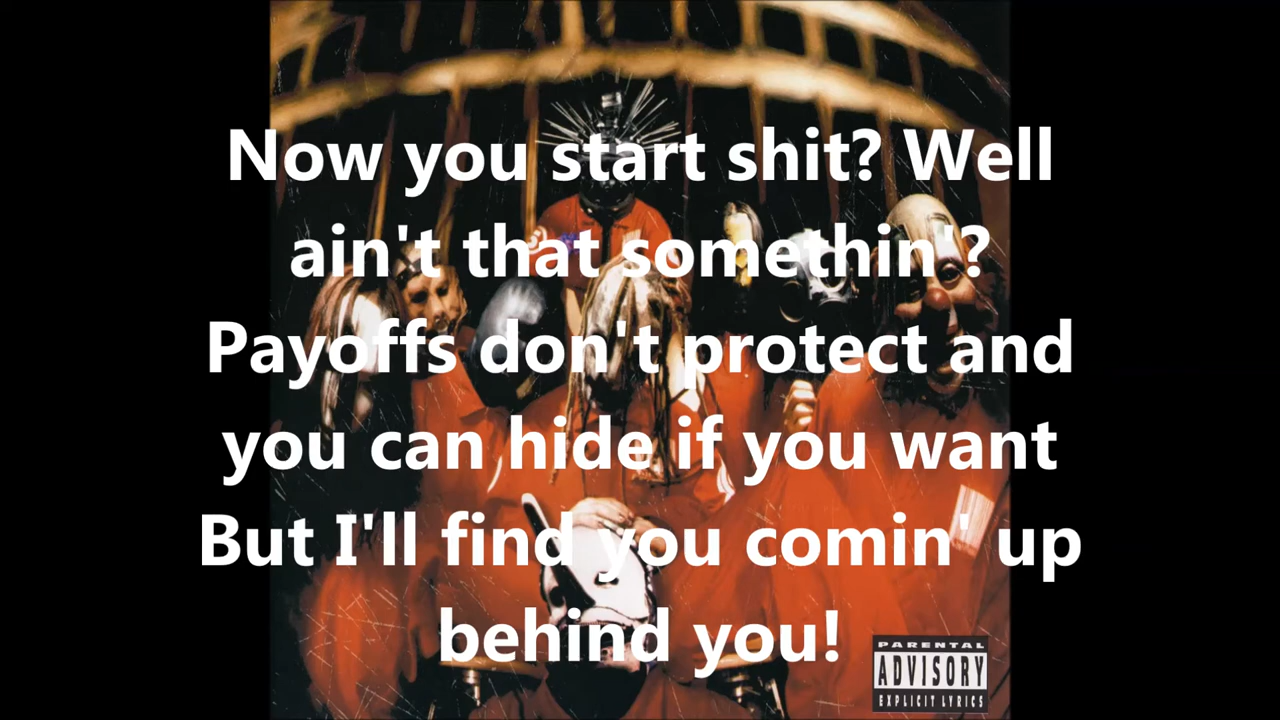 Now you start shit? Well
ain't that somethin'?
Payoffs don't protect and
you can hide if you want
But I'll find you comin' up
behind you!
PARENTAL
ADVISORY
EXPLICIT LYRICS